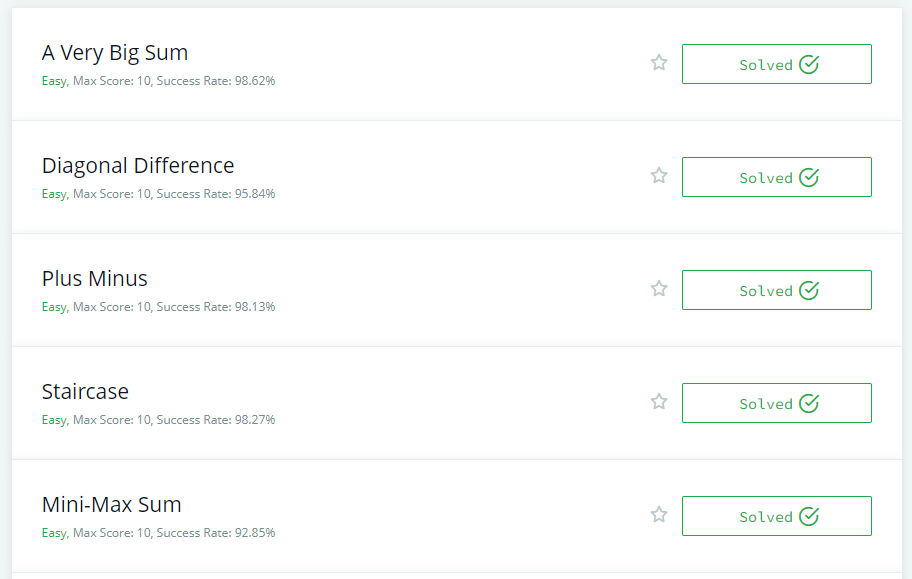 A Very Big Sum
Easy, Max Score: 10, Success Rate: 98.62%
Solved
Diagonal Difference
Easy, Max Score: 10, Success Rate: 95.84%
Solved
Plus Minus
Easy, Max Score: 10, Success Rate: 98.13%
Solved
Staircase
Easy, Max Score: 10, Success Rate: 98.27%
Solved
Mini-Max Sum
Easy, Max Score: 10, Success Rate: 92.85%
Solved